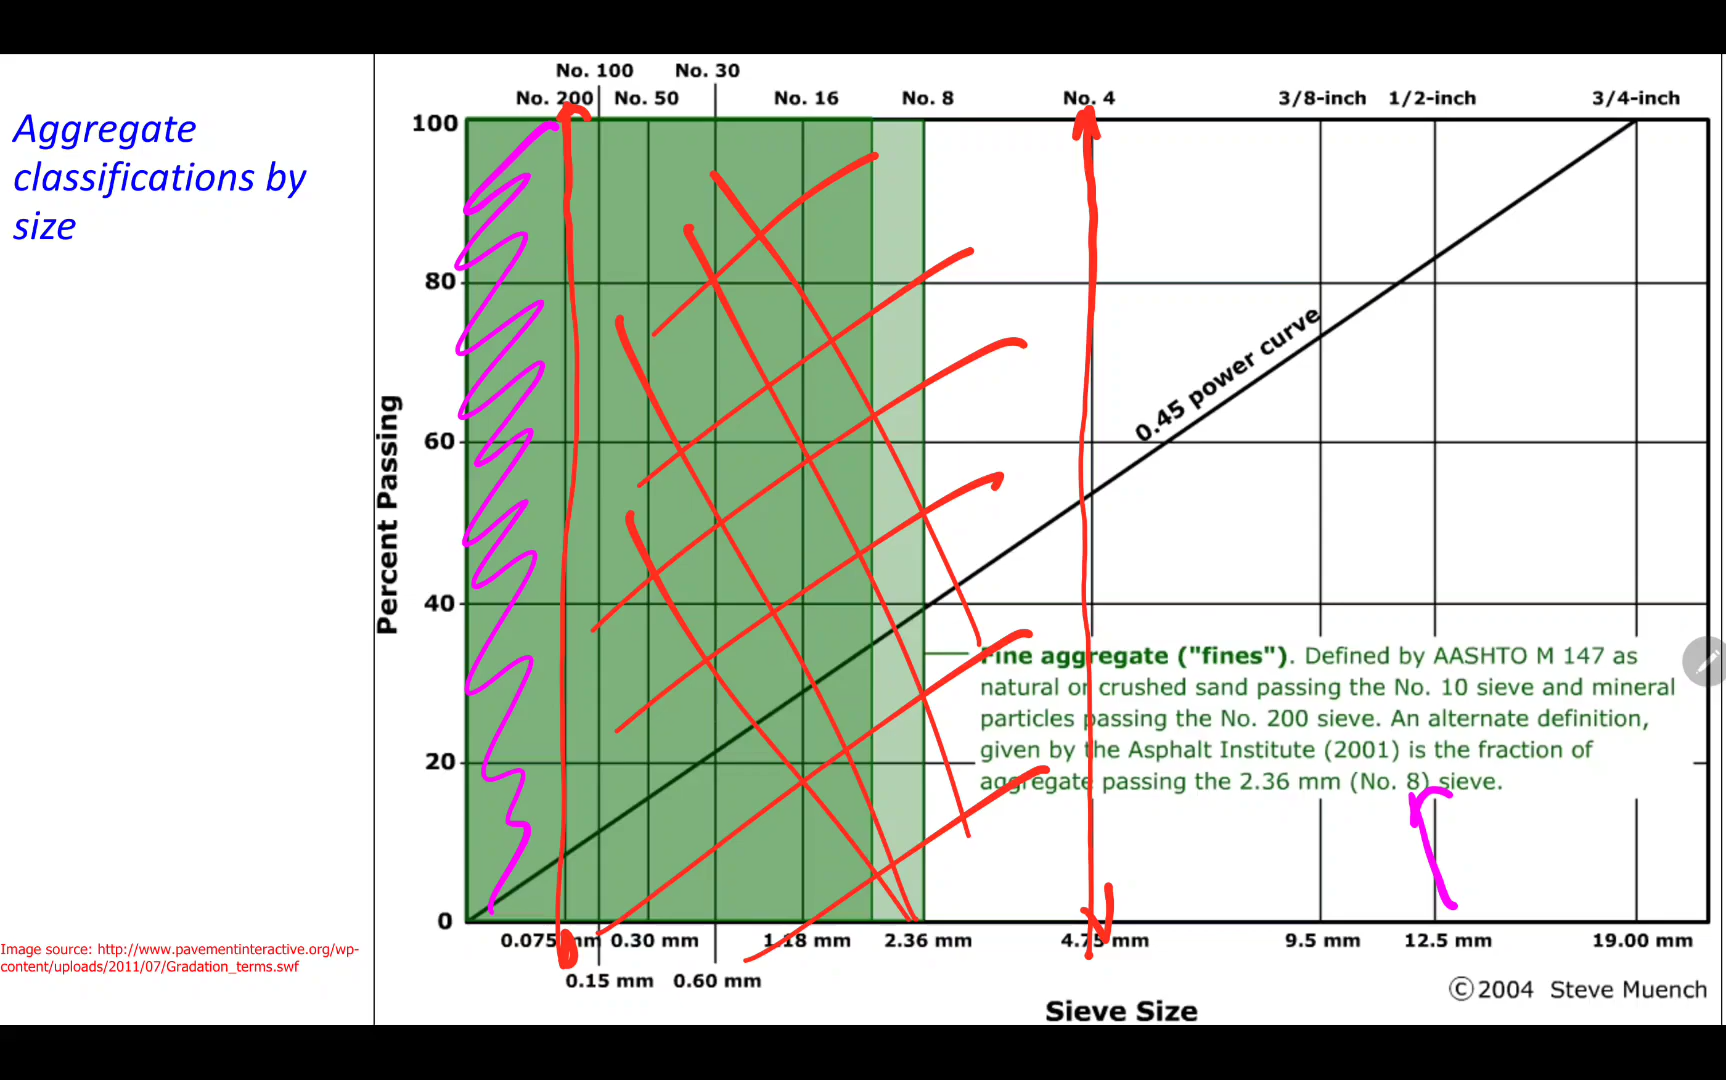 Aggregate
classifications by
size
Image source: http://www.pavementinteractive.org/wp-
content/uploads/2011/07/Gradation_terms.swf
No. 100 No. 30
No. 200 No. 50 No. 16 No. 8 No. 4 3/8-inch 1/2-inch 3/4-inch
100
80
60
40
20
0
Percent Passing
0.45 power curve
Fine aggregate ("fines"). Defined by AASHTO M 147 as
natural or crushed sand passing the No. 10 sieve and mineral
particles passing the No. 200 sieve. An alternate definition,
given by the Asphalt Institute (2001) is the fraction of
aggregate passing the 2.36 mm (No. 8) sieve.
0.075 mm 0.30 mm 1.18 mm 2.36 mm 4.75 mm 9.5 mm 12.5 mm 19.00 mm
0.15 mm 0.60 mm
©2004 Steve Muench
Sieve Size